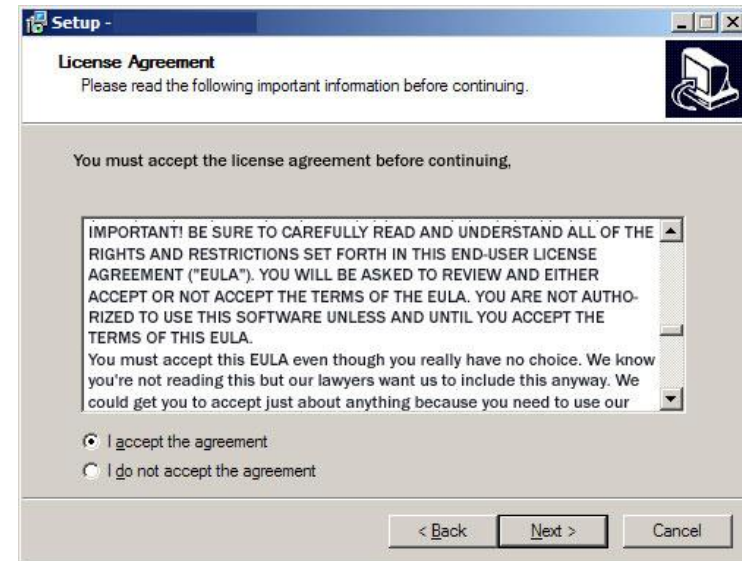 Setup -
License Agreement
Please read the following important information before continuing.
You must accept the license agreement before continuing,
IMPORTANT! BE SURE TO CAREFULLY READ AND UNDERSTAND ALL OF THE
RIGHTS AND RESTRICTIONS SET FORTH IN THIS END-USER LICENSE
AGREEMENT ("EULA"). YOU WILL BE ASKED TO REVIEW AND EITHER
ACCEPT OR NOT ACCEPT THE TERMS OF THE EULA. YOU ARE NOT AUTHO-
RIZED TO USE THIS SOFTWARE UNLESS AND UNTIL YOU ACCEPT THE
TERMS OF THIS EULA.
You must accept this EULA even though you really have no choice. We know
you're not reading this but our lawyers want us to include this anyway. We
could get you to accept just about anything because you need to use our
I accept the agreement
I do not accept the agreement
< Back Next > Cancel